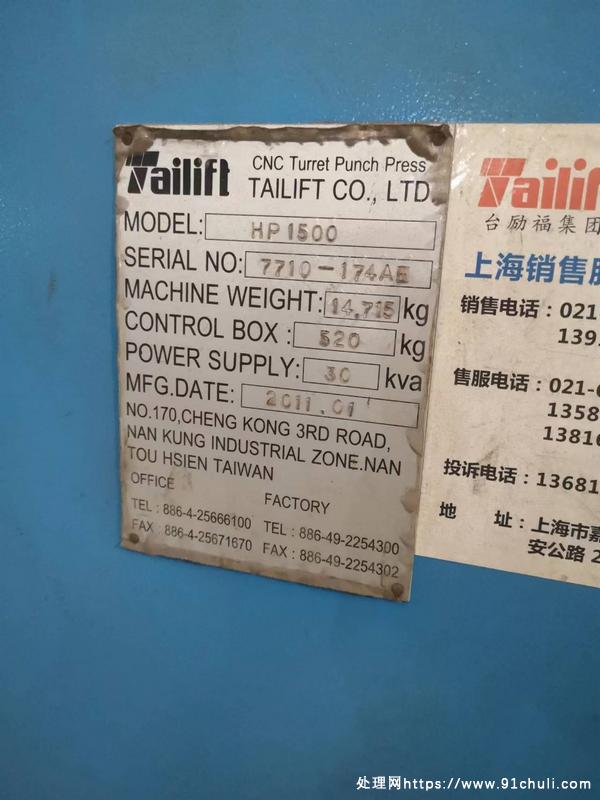 Tailift CNC Turret Punch Press
TAILIFT CO., LTD.
MODEL: HP1500
SERIAL NO: 7710-174AE
MACHINE WEIGHT: 14,715 kg
CONTROL BOX : 520 kg
POWER SUPPLY: 30 kva
MFG.DATE: 2011.01
NO.170,CHENG KONG 3RD ROAD,
NAN KUNG INDUSTRIAL ZONE.NAN
TOU HSIEN TAIWAN
OFFICE
TEL : 886-4-25666100
FAX : 886-4-25671670
FACTORY
TEL : 886-49-2254300
FAX : 886-49-2254302
Tailif
台励福集团
上海销售服
销售电话：021-
139
售服电话：021-6
1358
13816
投诉电话：13681
地 址：上海市嘉
安公路 2
处理网https://www.91chuli.com